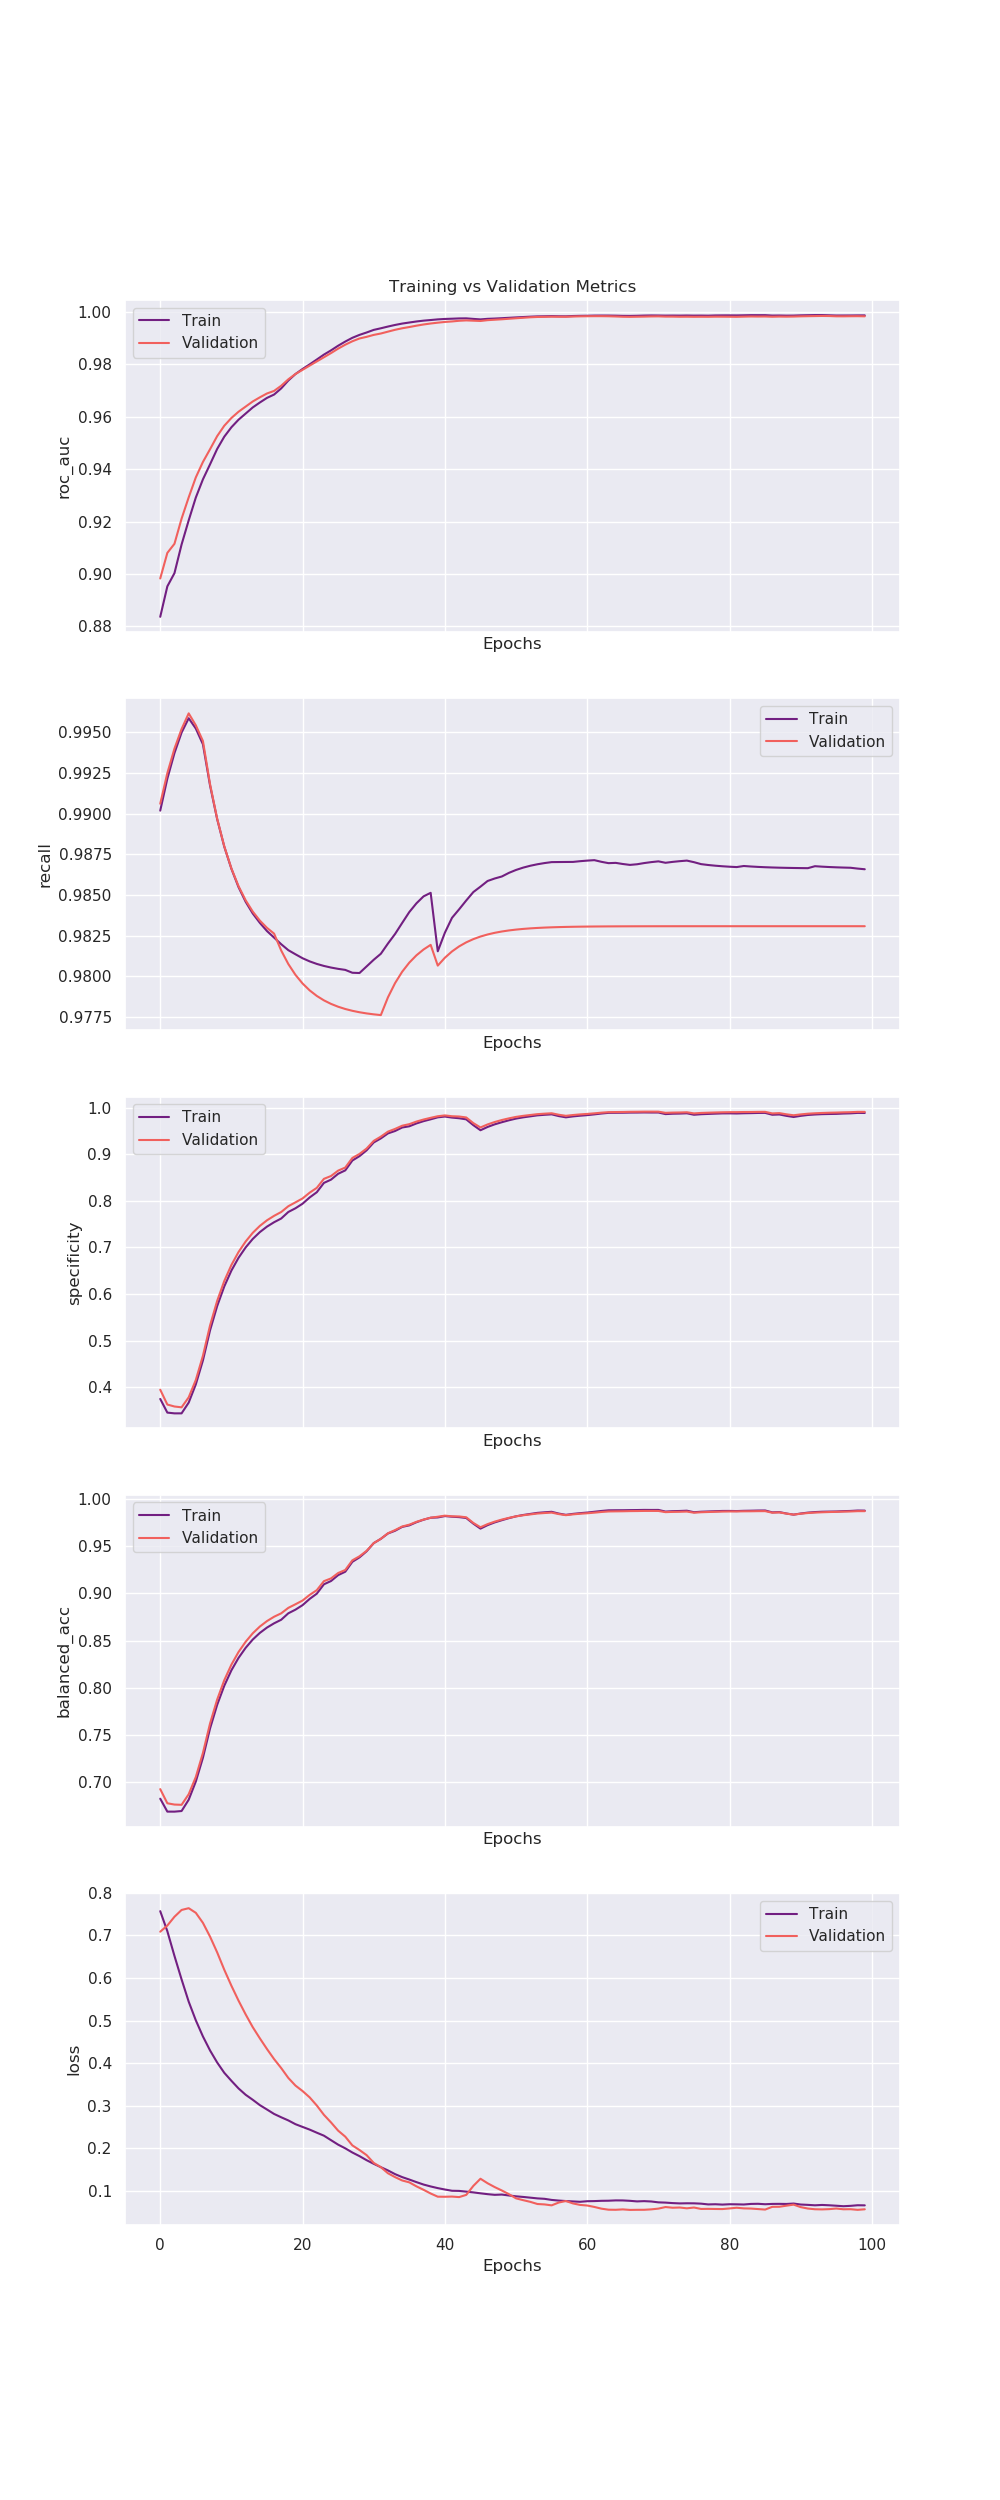 Training vs Validation Metrics
1.00
0.98
0.96
0.94
0.92
0.90
0.88
roc_auc
Train
Validation
Epochs
0.9950
0.9925
0.9900
0.9875
0.9850
0.9825
0.9800
0.9775
recall
Train
Validation
Epochs
1.0
0.9
0.8
0.7
0.6
0.5
0.4
specificity
Train
Validation
Epochs
1.00
0.95
0.90
0.85
0.80
0.75
0.70
balanced_acc
Train
Validation
Epochs
0.8
0.7
0.6
0.5
0.4
0.3
0.2
0.1
loss
Train
Validation
0 20 40 60 80 100
Epochs